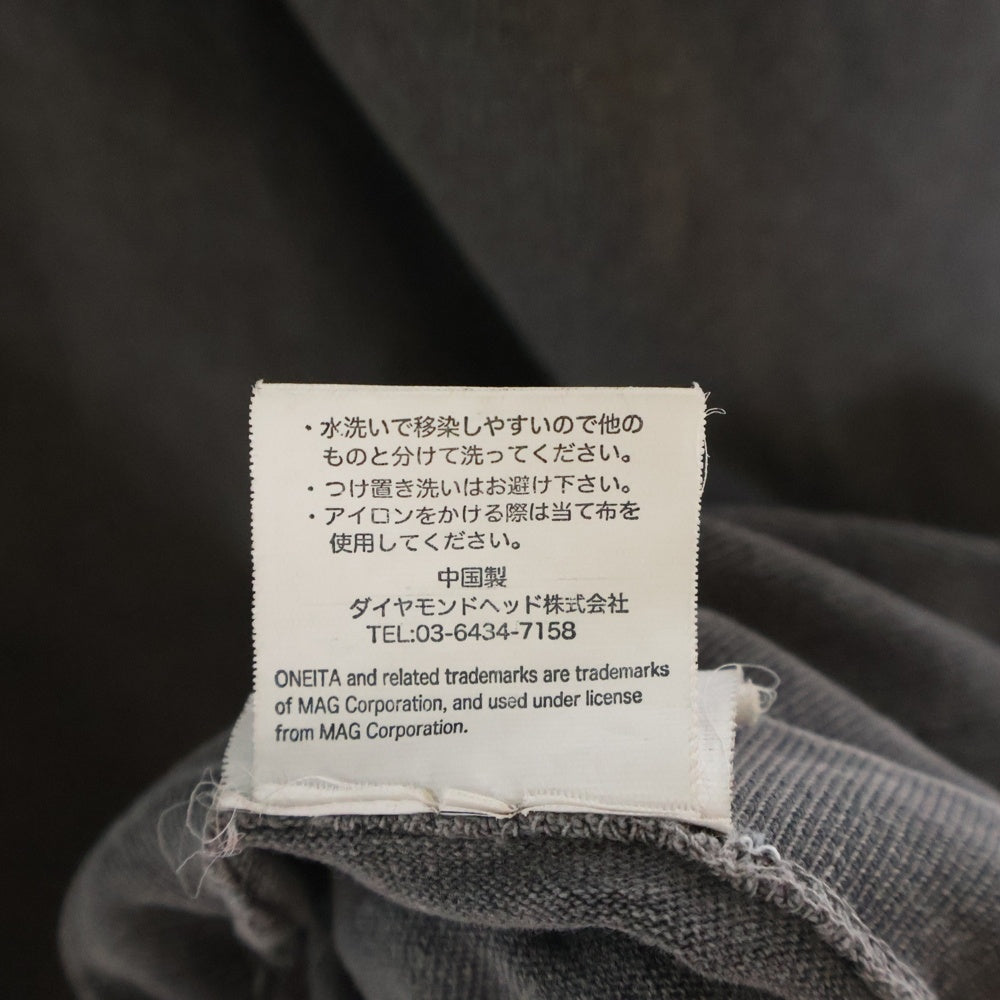 ・水洗いで移染しやすいので他の
ものと分けて洗ってください。
・つけ置き洗いはお避け下さい。
・アイロンをかける際は当て布を
使用してください。
中国製
ダイヤモンドヘッド株式会社
TEL:03-6434-7158
ONEITA and related trademarks are trademarks
of MAG Corporation, and used under license
from MAG Corporation.